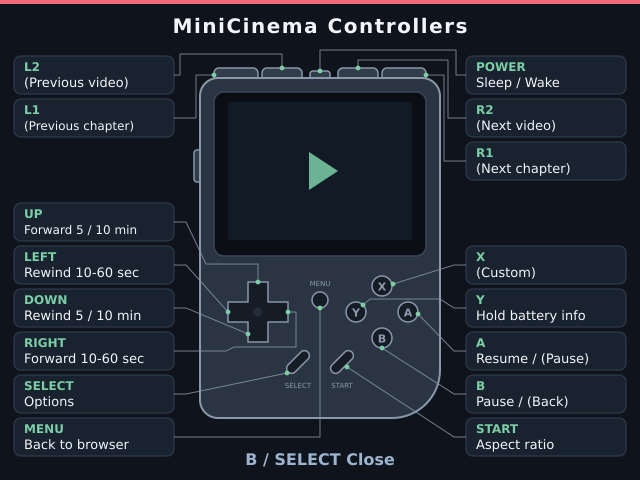 MiniCinema Controllers
L2
(Previous video)
L1
(Previous chapter)
UP
Forward 5 / 10 min
LEFT
Rewind 10-60 sec
DOWN
Rewind 5 / 10 min
RIGHT
Forward 10-60 sec
SELECT
Options
MENU
Back to browser
MENU
X
Y
A
B
SELECT
START
POWER
Sleep / Wake
R2
(Next video)
R1
(Next chapter)
X
(Custom)
Y
Hold battery info
A
Resume / (Pause)
B
Pause / (Back)
START
Aspect ratio
B / SELECT Close